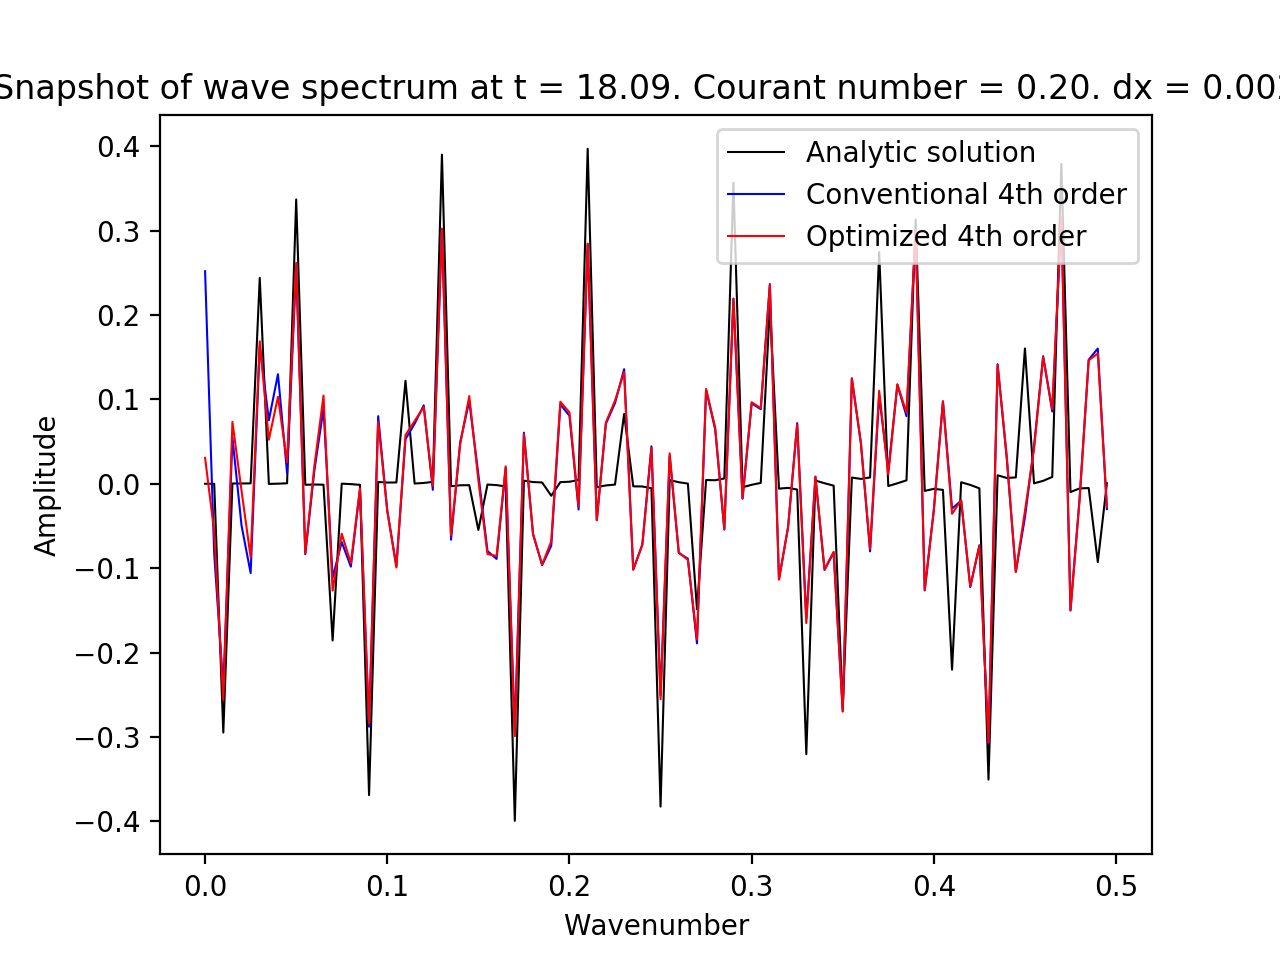 Snapshot of wave spectrum at t = 18.09. Courant number = 0.20. dx =
Analytic solution
Conventional 4th order
Optimized 4th order
0.4
0.3
0.2
0.1
0.0
−0.1
−0.2
−0.3
−0.4
Amplitude
0.0 0.1 0.2 0.3 0.4 0.5
Wavenumber